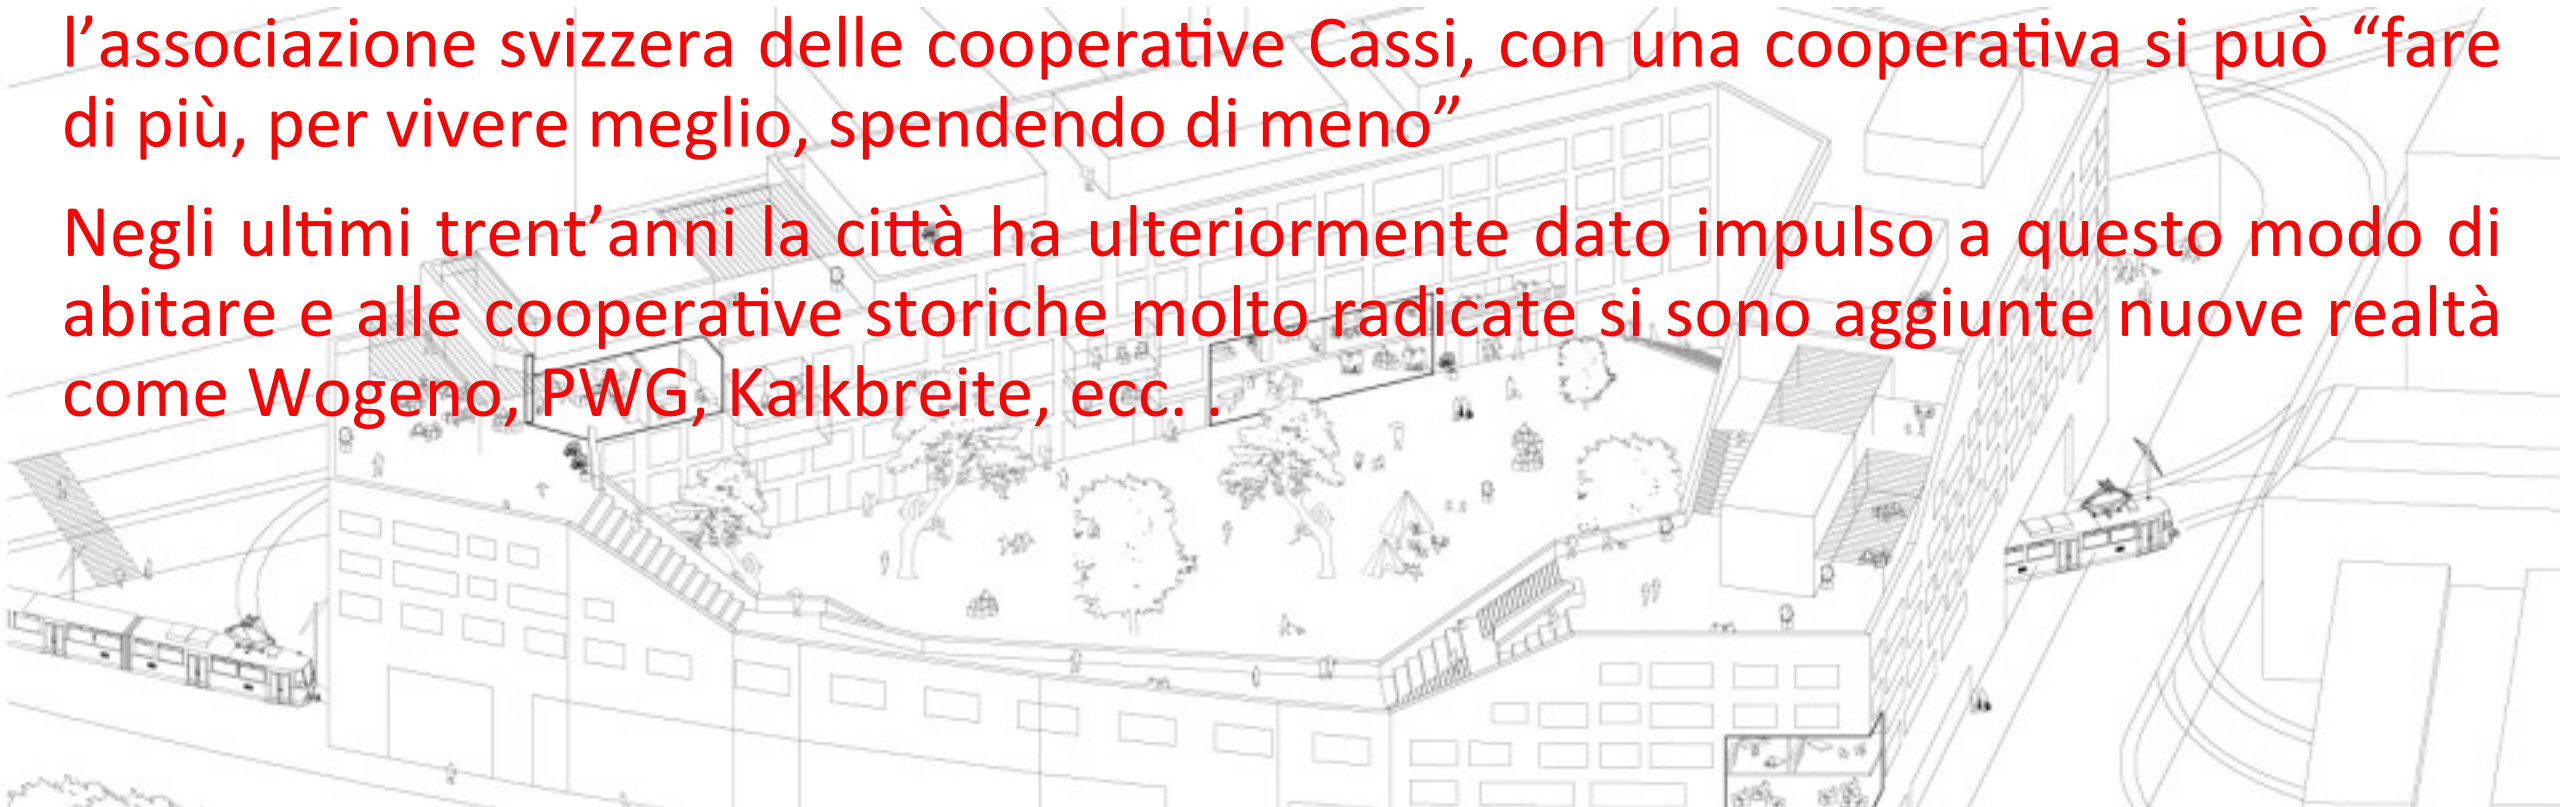 l’associazione svizzera delle cooperative Cassi, con una cooperativa si può “fare
di più, per vivere meglio, spendendo di meno”
Negli ultimi trent’anni la città ha ulteriormente dato impulso a questo modo di
abitare e alle cooperative storiche molto radicate si sono aggiunte nuove realtà
come Wogeno, PWG, Kalkbreite, ecc. .